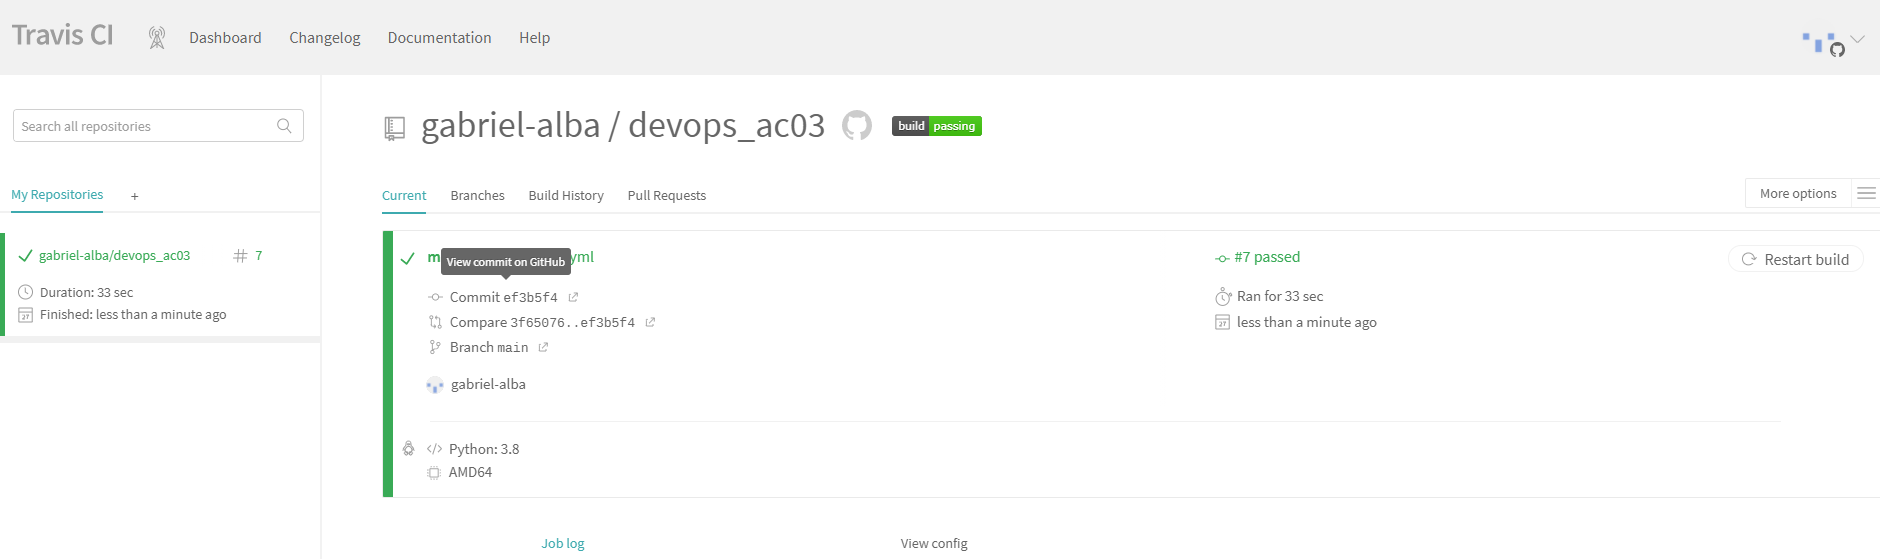 Travis CI
Dashboard Changelog Documentation Help
Search all repositories
My Repositories +
gabriel-alba/devops_ac03 # 7
Duration: 33 sec
27 Finished: less than a minute ago
gabriel-alba / devops_ac03 build passing
Current Branches Build History Pull Requests More options
m View commit on GitHub yml #7 passed Restart build
Commit ef3b5f4 Ran for 33 sec
Compare 3f65076..ef3b5f4 27 less than a minute ago
Branch main
gabriel-alba
</> Python: 3.8
AMD64
Job log View config